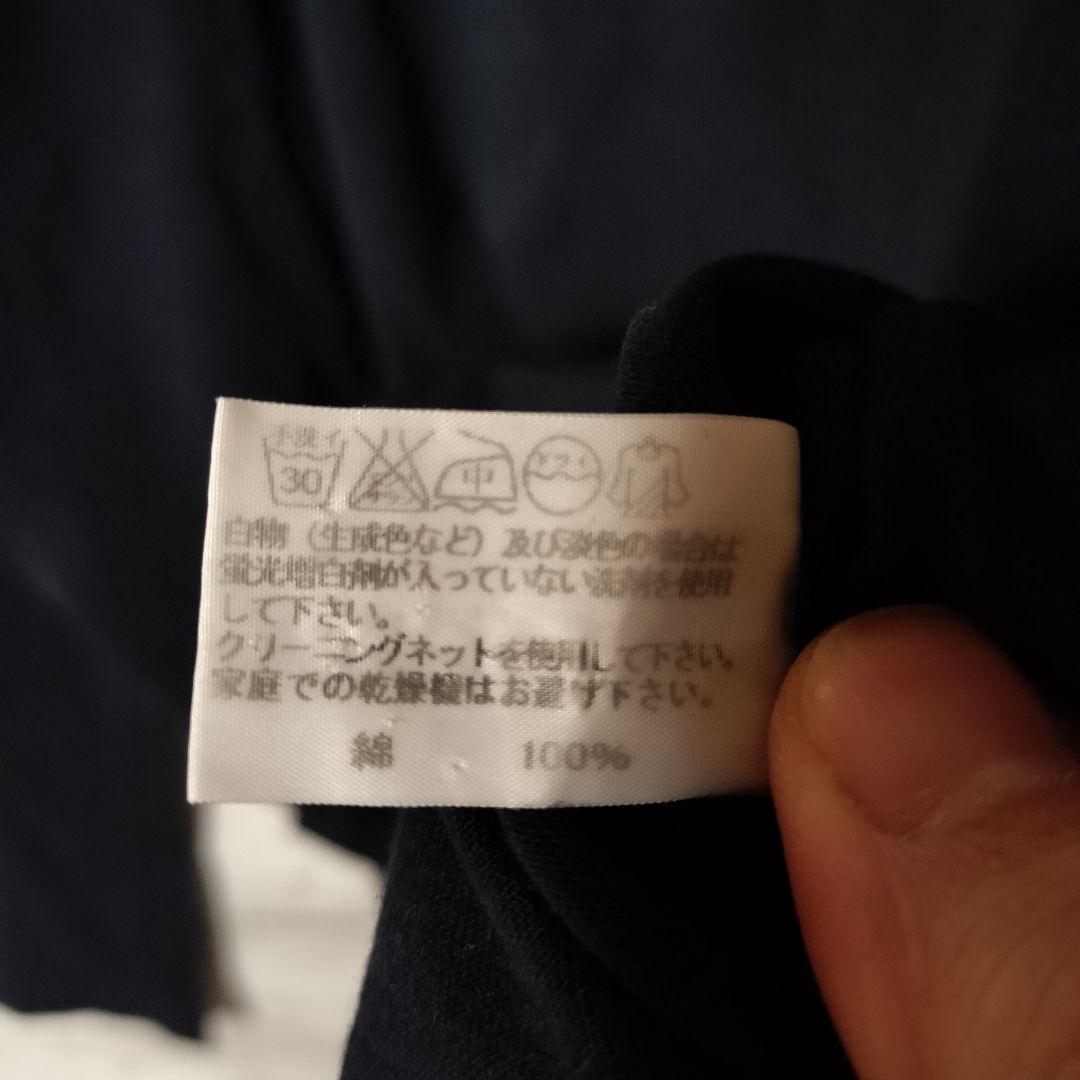 手洗イ
30
中
ドライ
白物（生成色など）及び淡色の場合は
蛍光増白剤が入っていない洗剤を使用
して下さい。
クリーニングネットを使用して下さい。
家庭での乾燥機はお避け下さい。
綿 100%